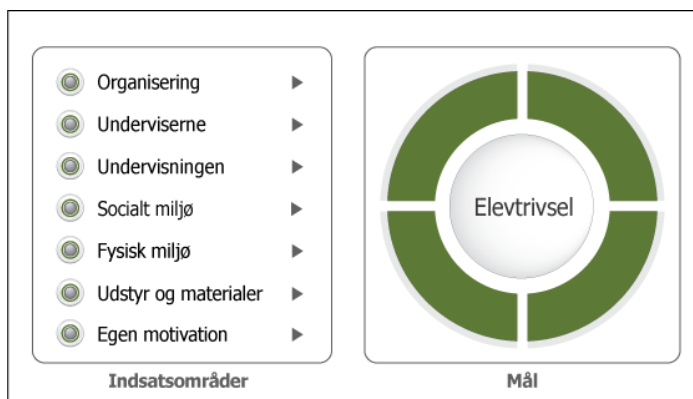 Organisering
Underviserne
Undervisningen
Socialt miljø
Fysisk miljø
Udstyr og materialer
Egen motivation
Indsatsområder
Elevtrivsel
Mål